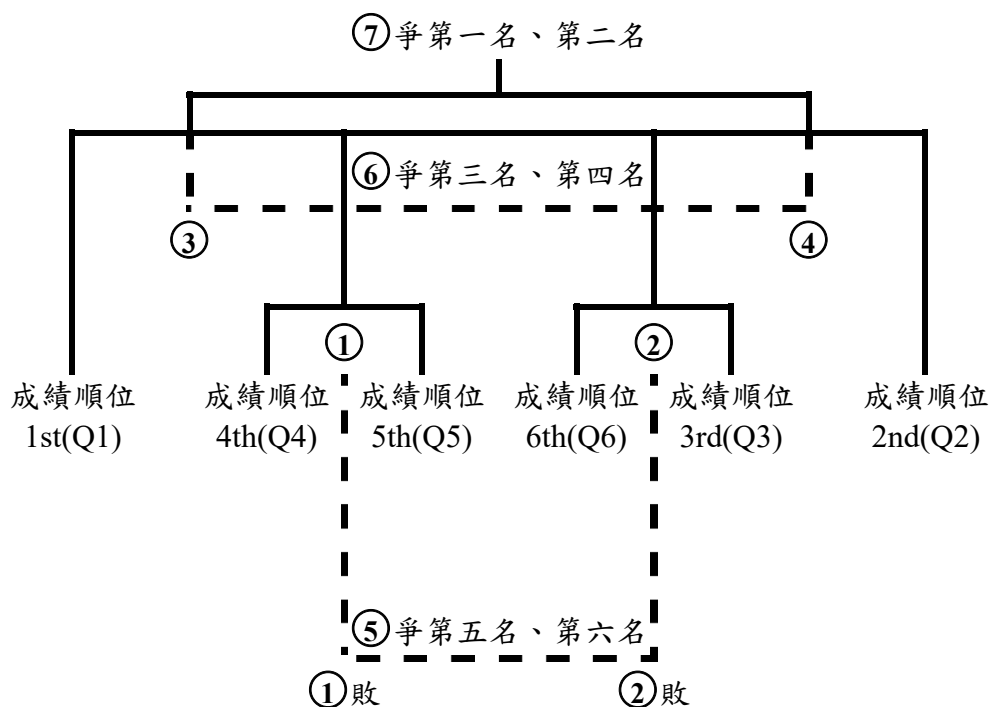 ⑦爭第一名、第二名
⑥爭第三名、第四名
③
④
①
②
成績順位
1st(Q1)
成績順位
4th(Q4)
成績順位
5th(Q5)
成績順位
6th(Q6)
成績順位
3rd(Q3)
成績順位
2nd(Q2)
⑤爭第五名、第六名
①敗
②敗